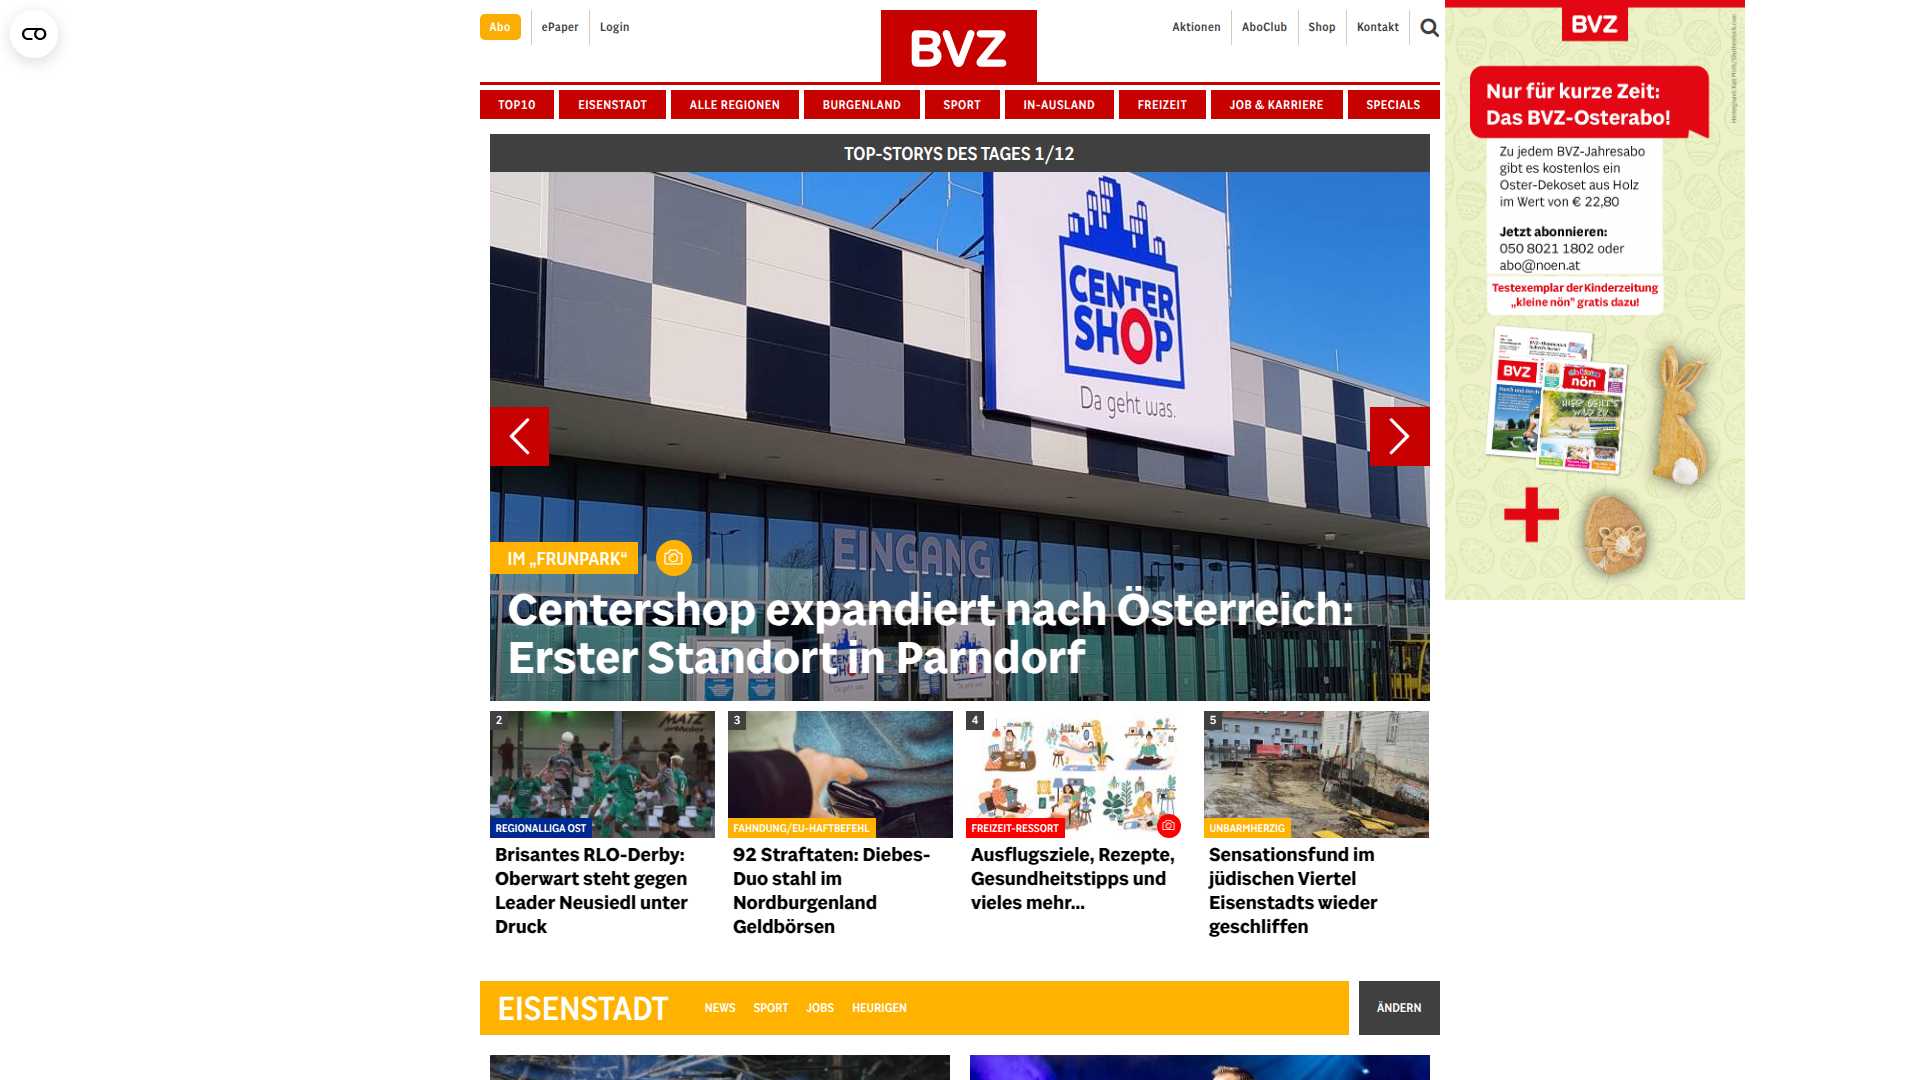 Abo
ePaper
Login
BVZ
Aktionen
AboClub
Shop
Kontakt
TOP10
EISENSTADT
ALLE REGIONEN
BURGENLAND
SPORT
IN-AUSLAND
FREIZEIT
JOB & KARRIERE
SPECIALS
TOP-STORYS DES TAGES 1/12
CENTER
SHOP
Da geht was.
EINGANG
IM „FRUNPARK“
Centershop expandiert nach Österreich:
Erster Standort in Parndorf
2
MATZ
REGIONALLIGA OST
Brisantes RLO-Derby:
Oberwart steht gegen
Leader Neusiedl unter
Druck
3
FAHNDUNG/EU-HAFTBEFEHL
92 Straftaten: Diebes-
Duo stahl im
Nordburgenland
Geldbörsen
4
FREIZEIT-RESSORT
Ausflugsziele, Rezepte,
Gesundheitstipps und
vieles mehr...
5
UNBARMHERZIG
Sensationsfund im
jüdischen Viertel
Eisenstadts wieder
geschliffen
EISENSTADT
NEWS
SPORT
JOBS
HEURIGEN
ÄNDERN
BVZ
Nur für kurze Zeit:
Das BVZ-Osterabo!
Zu jedem BVZ-Jahresabo
gibt es kostenlos ein
Oster-Dekoset aus Holz
im Wert von € 22,80
Jetzt abonnieren:
050 8021 1802 oder
abo@noen.at
Testexemplar der Kinderzeitung
„kleine nön“ gratis dazu!
BVZ
nön